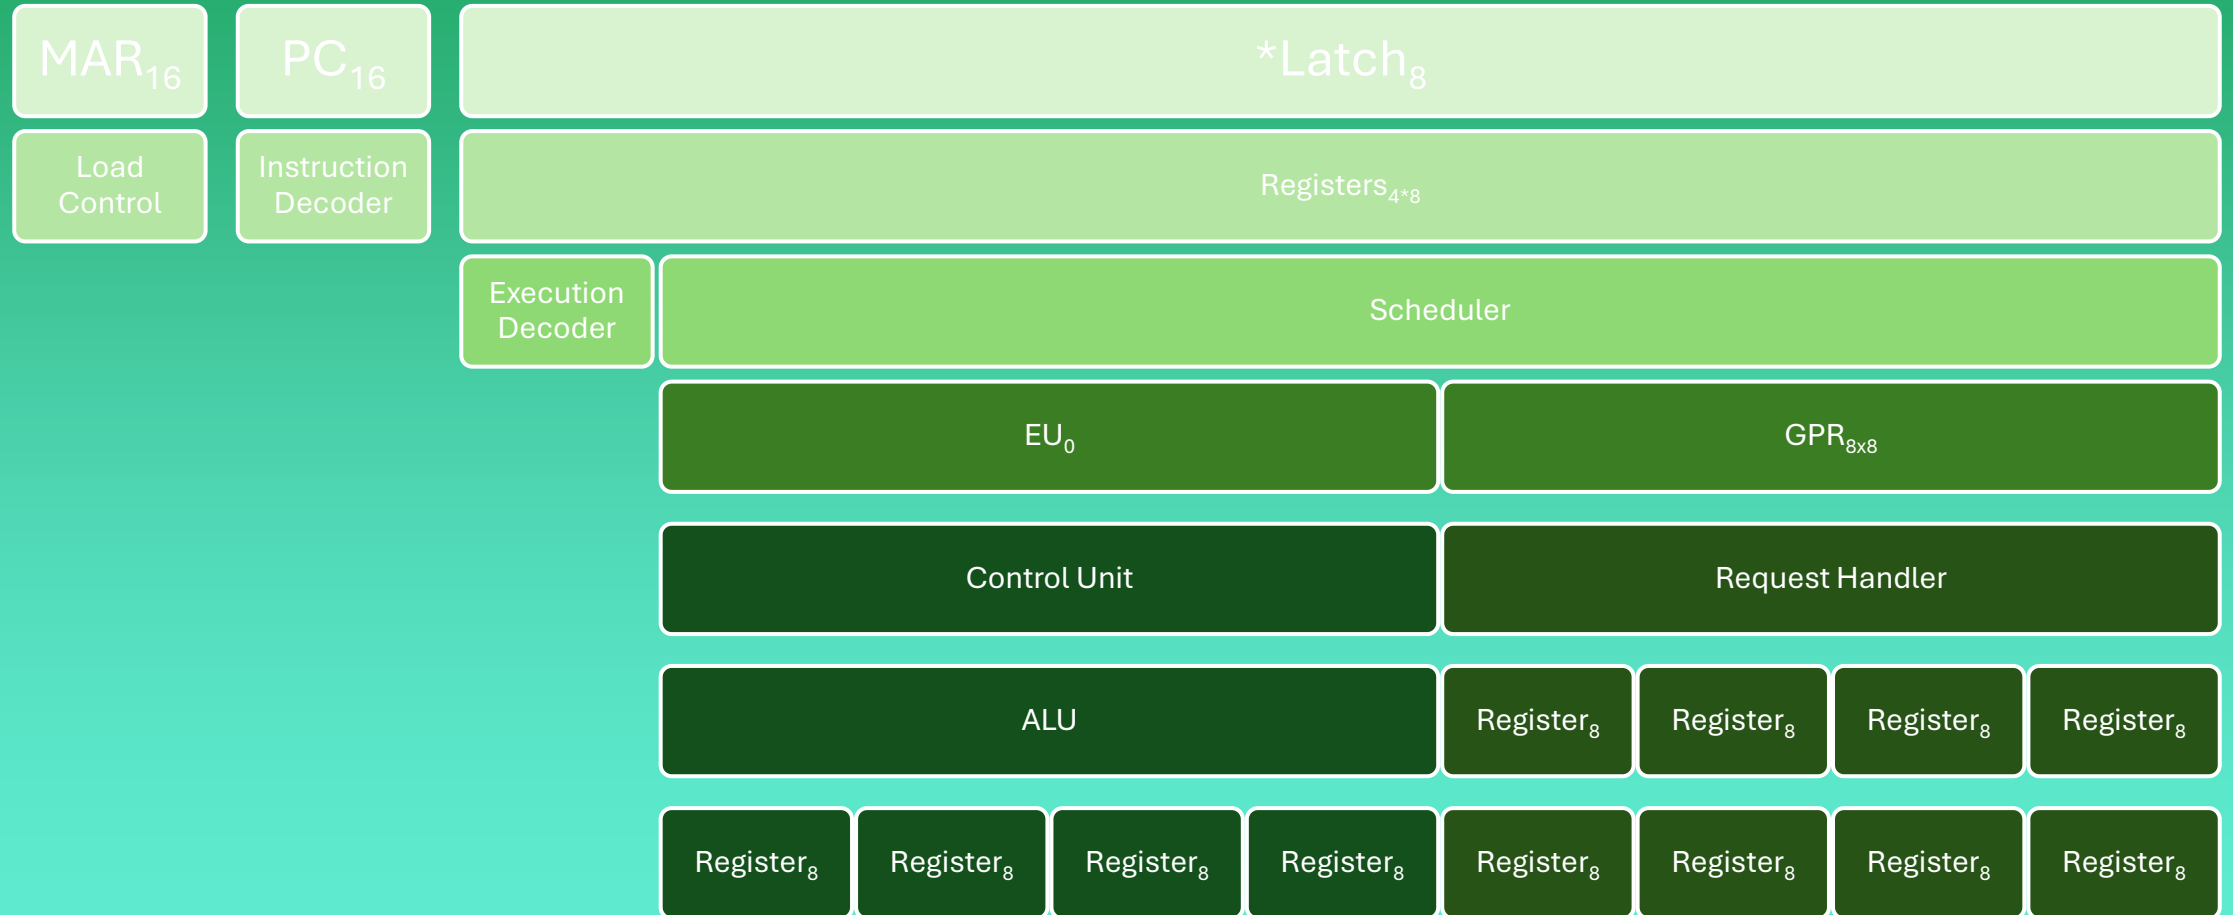 MAR₁₆
PC₁₆
*Latch₈
Load
Control
Instruction
Decoder
Registers₄*₈
Execution
Decoder
Scheduler
EU₀
GPR₈ₓ₈
Control Unit
Request Handler
ALU
Register₈
Register₈
Register₈
Register₈
Register₈
Register₈
Register₈
Register₈
Register₈
Register₈
Register₈
Register₈